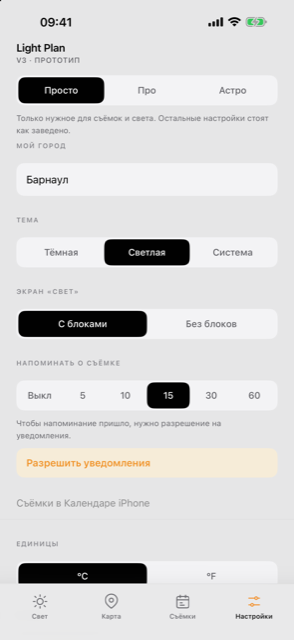 09:41
Light Plan
V3 · ПРОТОТИП
Просто Про Астро
Только нужное для съёмок и света. Остальные настройки стоят
как заведено.
МОЙ ГОРОД
Барнаул
ТЕМА
Тёмная Светлая Система
ЭКРАН «СВЕТ»
С блоками Без блоков
НАПОМИНАТЬ О СЪЁМКЕ
Выкл 5 10 15 30 60
Чтобы напоминание пришло, нужно разрешение на
уведомления.
Разрешить уведомления
Съёмки в Календаре iPhone
ЕДИНИЦЫ
°C °F
Свет Карта Съёмки Настройки